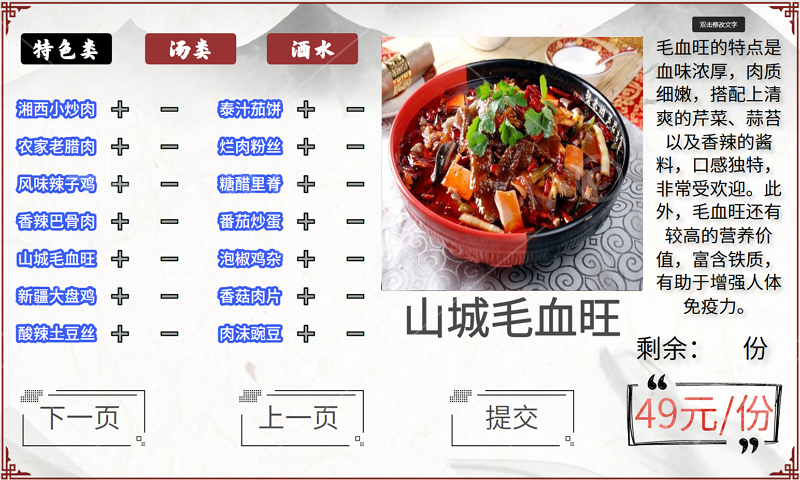 特色类
汤类
酒水
双击修改文字
湘西小炒肉
泰汁茄饼
农家老腊肉
烂肉粉丝
风味辣子鸡
糖醋里脊
香辣巴骨肉
番茄炒蛋
山城毛血旺
泡椒鸡杂
新疆大盘鸡
香菇肉片
酸辣土豆丝
肉沫豌豆
山城毛血旺
毛血旺的特点是
血味浓厚，肉质
细嫩，搭配上清
爽的芹菜、蒜苔
以及香辣的酱
料，口感独特，
非常受欢迎。此
外，毛血旺还有
较高的营养价
值，富含铁质，
有助于增强人体
免疫力。
剩余： 份
49元/份
下一页
上一页
提交